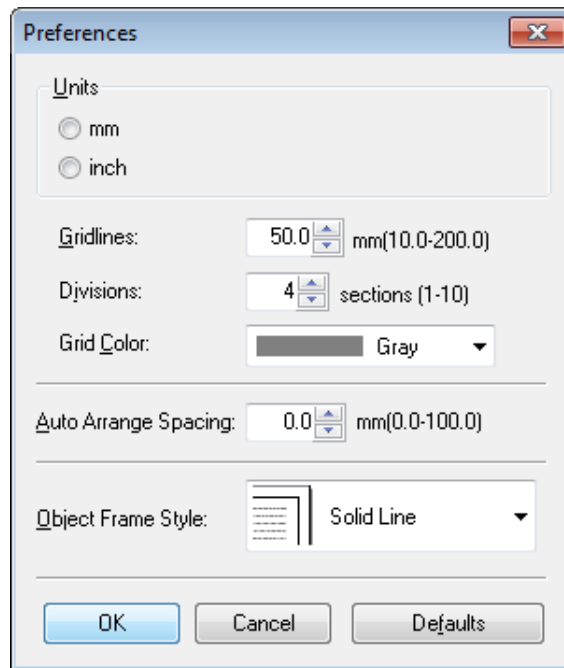 Preferences
Units
mm
inch
Gridlines: 50.0 mm(10.0-200.0)
Divisions: 4 sections (1-10)
Grid Color: Gray
Auto Arrange Spacing: 0.0 mm(0.0-100.0)
Object Frame Style: Solid Line
OK Cancel Defaults